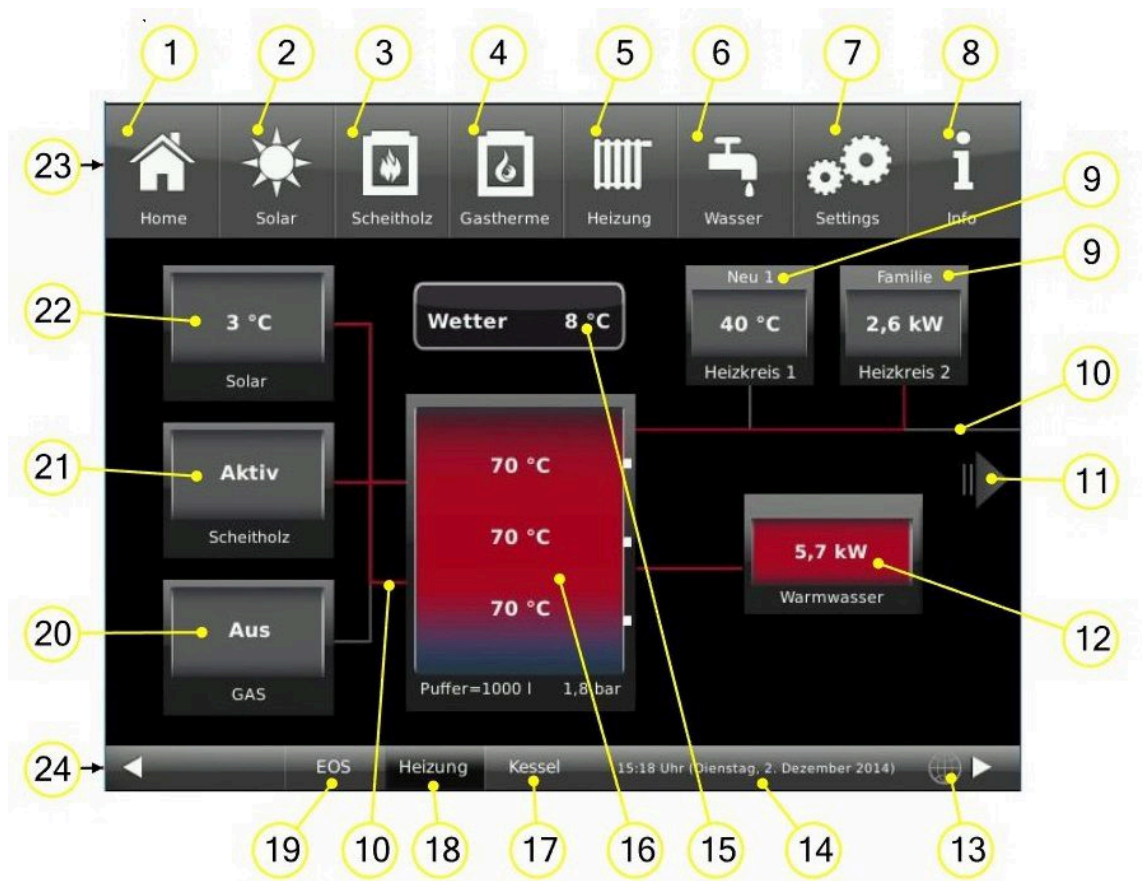 1 2 3 4 5 6 7 8
23
Home Solar Scheitholz Gastherme Heizung Wasser Settings Info
9
9
Neu 1 Familie
22
3 °C
Wetter 8 °C
40 °C 2,6 kW
Solar
Heizkreis 1 Heizkreis 2
10
21
Aktiv
70 °C
11
Scheitholz
70 °C
5,7 kW
Warmwasser
20
Aus
70 °C
12
GAS
Puffer=1000 l 1,8 bar
24
EOS Heizung Kessel 15:18 Uhr (Dienstag, 2. Dezember 2014)
19 10 18 17 16 15 14 13